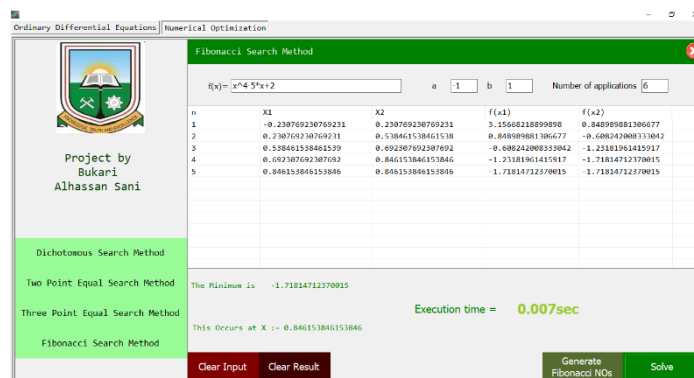 Ordinary Differential Equations Numerical Optimization
Fibonacci Search Method
f(x)= x^4-5*x+2 a -1 b 1 Number of applications 6
n X1 X2 f(x1) f(x2)
1 -0.230769230769231 0.230769230769231 3.15668218899898 0.848989881306677
2 0.230769230769231 0.538461538461538 0.848989881306677 -0.608242008333042
3 0.538461538461539 0.692307692307692 -0.608242008333042 -1.23181961415917
4 0.692307692307692 0.846153846153846 -1.23181961415917 -1.71814712370015
5 0.846153846153846 0.846153846153846 -1.71814712370015 -1.71814712370015
Project by
Bukari
Alhassan Sani
Dichotomous Search Method
Two Point Equal Search Method
Three Point Equal Search Method
Fibonacci Search Method
The Minimum is -1.71814712370015
Execution time = 0.007sec
This Occurs at X := 0.846153846153846
Clear Input Clear Result
Generate
Fibonacci NOs
Solve